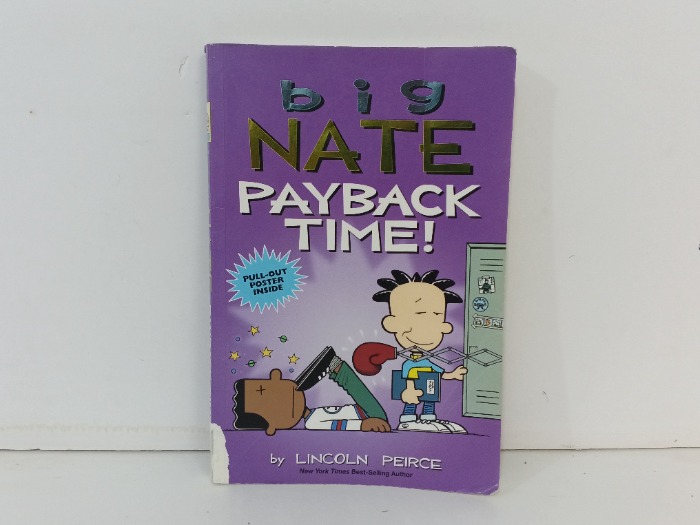 big
NATE
PAYBACK
TIME!
PULL-OUT
POSTER
INSIDE
by LINCOLN PEIRCE
New York Times Best-Selling Author